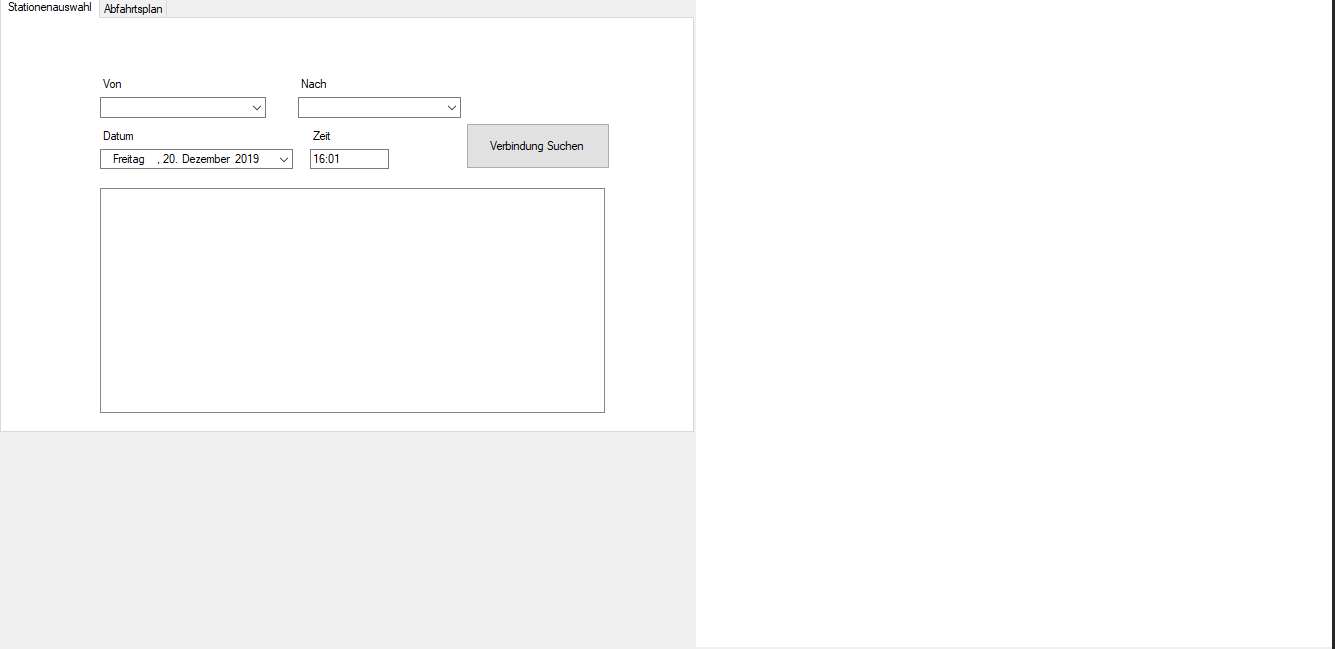 Stationenauswahl Abfahrtsplan
Von Nach
Datum Zeit
Freitag , 20. Dezember 2019 16:01
Verbindung Suchen